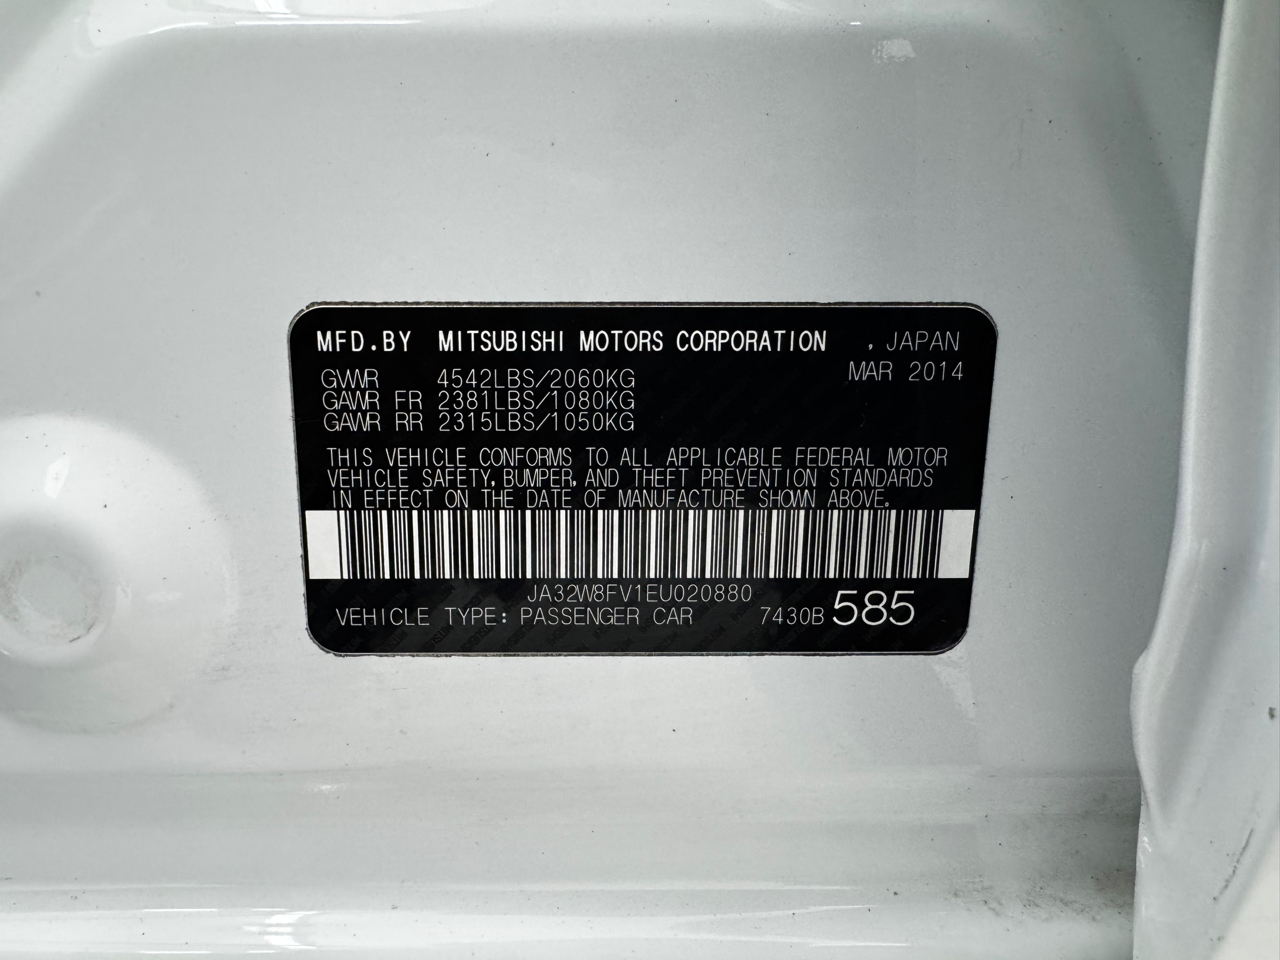 MFD.BY MITSUBISHI MOTORS CORPORATION , JAPAN
MAR 2014
GVWR 4542LBS/2060KG
GAWR FR 2381LBS/1080KG
GAWR RR 2315LBS/1050KG
THIS VEHICLE CONFORMS TO ALL APPLICABLE FEDERAL MOTOR
VEHICLE SAFETY, BUMPER, AND THEFT PREVENTION STANDARDS
IN EFFECT ON THE DATE OF MANUFACTURE SHOWN ABOVE.
JA32W8FV1EU020880
VEHICLE TYPE: PASSENGER CAR 7430B 585